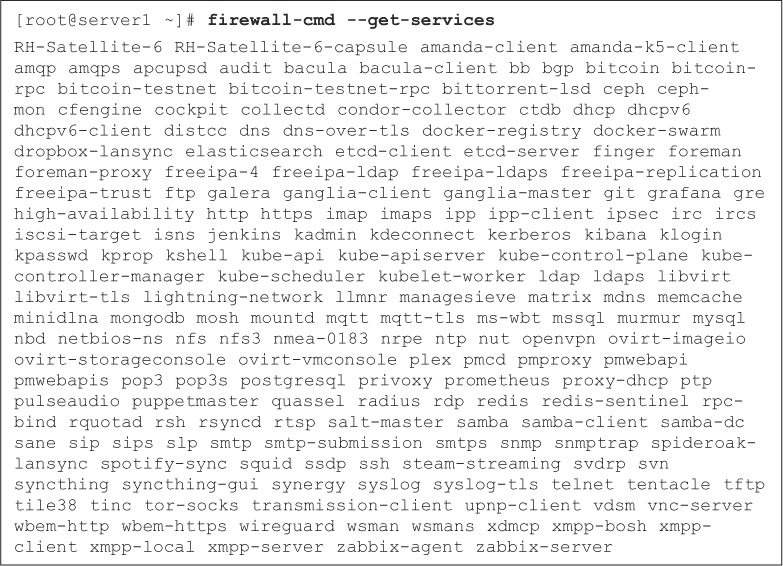 [root@server1 ~]# firewall-cmd --get-services
RH-Satellite-6 RH-Satellite-6-capsule amanda-client amanda-k5-client
amqp amqps apcupsd audit bacula bacula-client bb bgp bitcoin bitcoin-
rpc bitcoin-testnet bitcoin-testnet-rpc bittorrent-lsd ceph ceph-
mon cfengine cockpit collectd condor-collector ctdb dhcp dhcpv6
dhcpv6-client distcc dns dns-over-tls docker-registry docker-swarm
dropbox-lansync elasticsearch etcd-client etcd-server finger foreman
foreman-proxy freeipa-4 freeipa-ldap freeipa-ldaps freeipa-replication
freeipa-trust ftp galera ganglia-client ganglia-master git grafana gre
high-availability http https imap imaps ipp ipp-client ipsec irc ircs
iscsi-target isns jenkins kadmin kdeconnect kerberos kibana klogin
kpasswd kprop kshell kube-api kube-apiserver kube-control-plane kube-
controller-manager kube-scheduler kubelet-worker ldap ldaps libvirt
libvirt-tls lightning-network llmnr managesieve matrix mdns memcache
minidlna mongodb mosh mountd mqtt mqtt-tls ms-wbt mssql murmur mysql
nbd netbios-ns nfs nfs3 nmea-0183 nrpe ntp nut openvpn ovirt-imageio
ovirt-storageconsole ovirt-vmconsole plex pmcd pmproxy pmwebapi
pmwebapis pop3 pop3s postgresql privoxy prometheus proxy-dhcp ptp
pulseaudio puppetmaster quassel radius rdp redis redis-sentinel rpc-
bind rquotad rsh rsyncd rtsp salt-master samba samba-client samba-dc
sane sip sips slp smtp smtp-submission smtps snmp snmptrap spideroak-
lansync spotify-sync squid ssdp ssh steam-streaming svdrp svn
syncthing syncthing-gui synergy syslog syslog-tls telnet tentacle tftp
tile38 tinc tor-socks transmission-client upnp-client vdsm vnc-server
wbem-http wbem-https wireguard wsman wsmans xdmcp xmpp-bosh xmpp-
client xmpp-local xmpp-server zabbix-agent zabbix-server